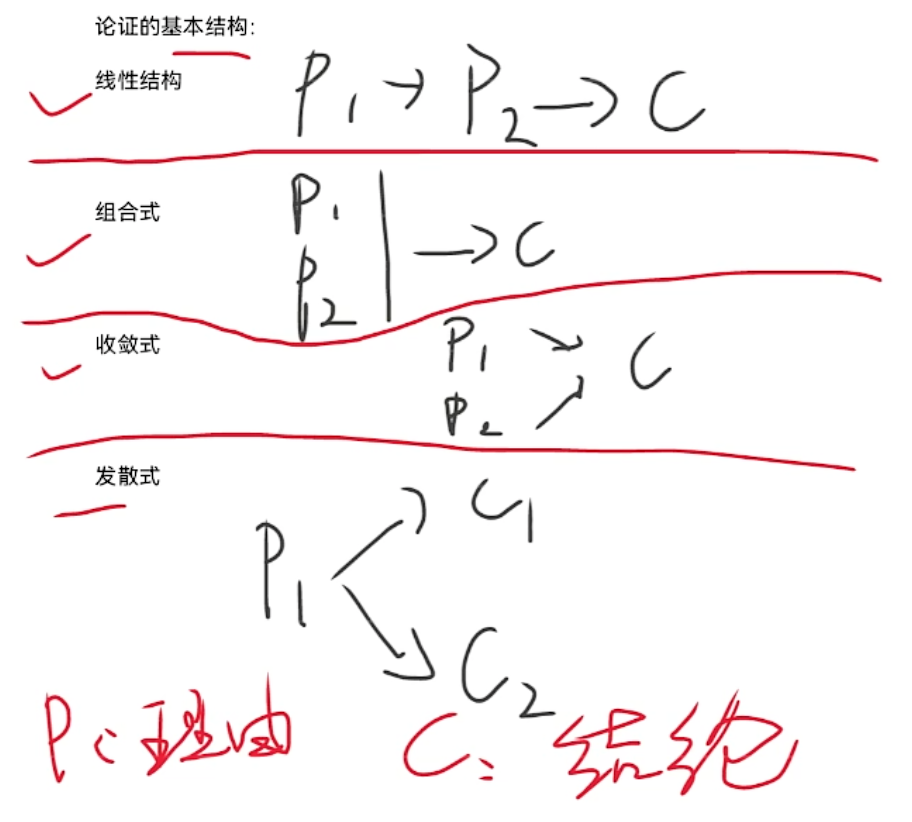 论证的基本结构:
线性结构 P1 → P2 → C
组合式 P1
P2 → C
收敛式 P1
P2 C
发散式
C1
P1
C2
P: 理由 C: 结论